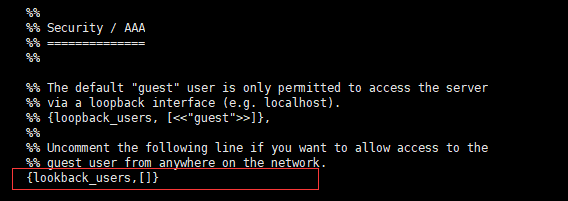 %%
%% Security / AAA
%% ==============
%%
%% The default "guest" user is only permitted to access the server
%% via a loopback interface (e.g. localhost).
%% {loopback_users, [<<"guest">>]},
%%
%% Uncomment the following line if you want to allow access to the
%% guest user from anywhere on the network.
{lookback_users,[]}